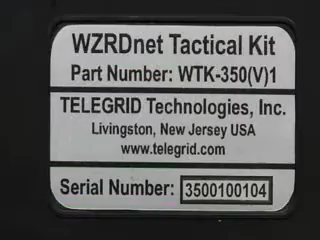 WZRDnet Tactical Kit
Part Number: WTK-350(V)1
TELEGRID Technologies, Inc.
Livingston, New Jersey USA
www.telegrid.com
Serial Number: 3500100104